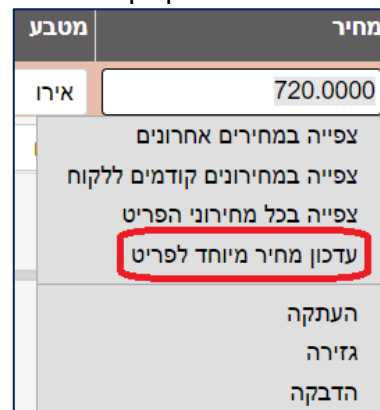 מחיר מטבע
720.0000 אירו
צפייה במחירים אחרונים
צפייה במחירונים קודמים ללקוח
צפייה בכל מחירוני הפריט
עדכון מחיר מיוחד לפריט
העתקה
גזירה
הדבקה